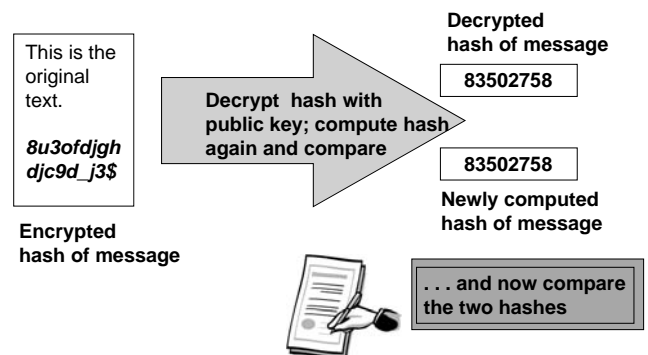 This is the
original
text.
8u3ofdjgh
djc9d_j3$
Encrypted
hash of message
Decrypt hash with
public key; compute hash
again and compare
Decrypted
hash of message
83502758
83502758
Newly computed
hash of message
. . . and now compare
the two hashes